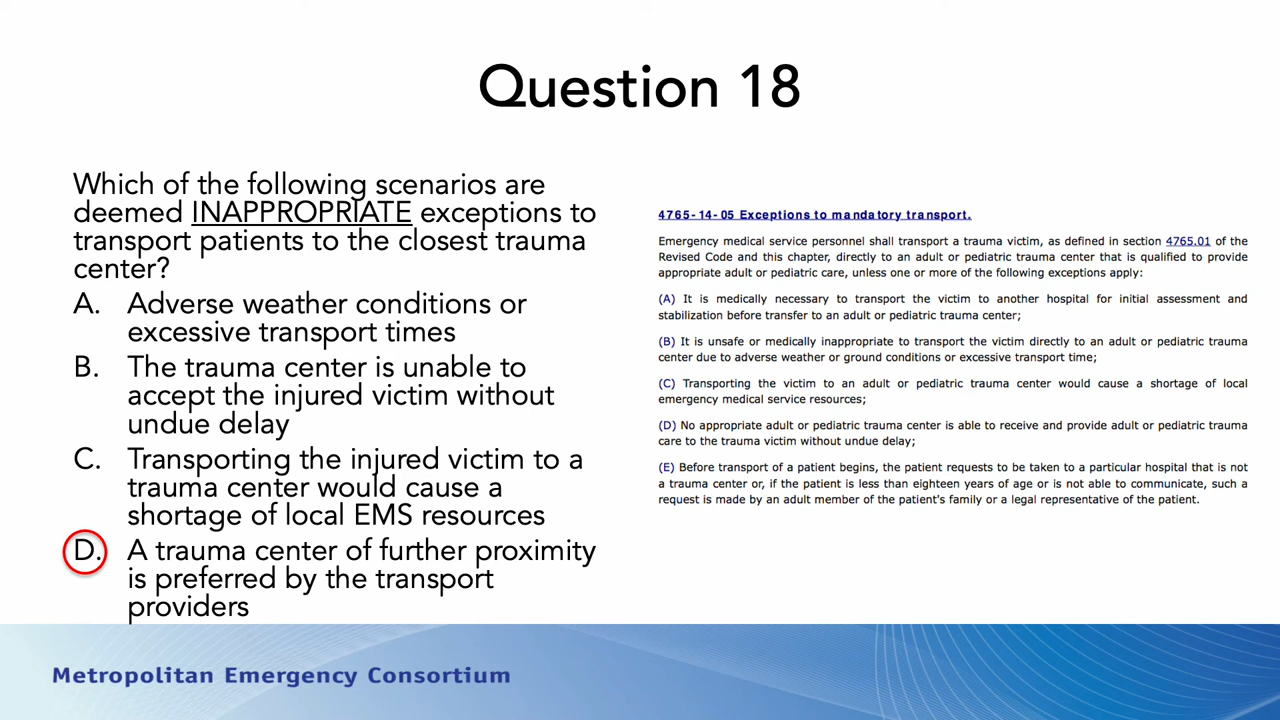 Question 18
Which of the following scenarios are
deemed INAPPROPRIATE exceptions to
transport patients to the closest trauma
center?
A. Adverse weather conditions or
excessive transport times
B. The trauma center is unable to
accept the injured victim without
undue delay
C. Transporting the injured victim to a
trauma center would cause a
shortage of local EMS resources
D. A trauma center of further proximity
is preferred by the transport
providers
4765-14-05 Exceptions to mandatory transport.
Emergency medical service personnel shall transport a trauma victim, as defined in section 4765.01 of the
Revised Code and this chapter, directly to an adult or pediatric trauma center that is qualified to provide
appropriate adult or pediatric care, unless one or more of the following exceptions apply:
(A) It is medically necessary to transport the victim to another hospital for initial assessment and
stabilization before transfer to an adult or pediatric trauma center;
(B) It is unsafe or medically inappropriate to transport the victim directly to an adult or pediatric trauma
center due to adverse weather or ground conditions or excessive transport time;
(C) Transporting the victim to an adult or pediatric trauma center would cause a shortage of local
emergency medical service resources;
(D) No appropriate adult or pediatric trauma center is able to receive and provide adult or pediatric trauma
care to the trauma victim without undue delay;
(E) Before transport of a patient begins, the patient requests to be taken to a particular hospital that is not
a trauma center or, if the patient is less than eighteen years of age or is not able to communicate, such a
request is made by an adult member of the patient's family or a legal representative of the patient.
Metropolitan Emergency Consortium